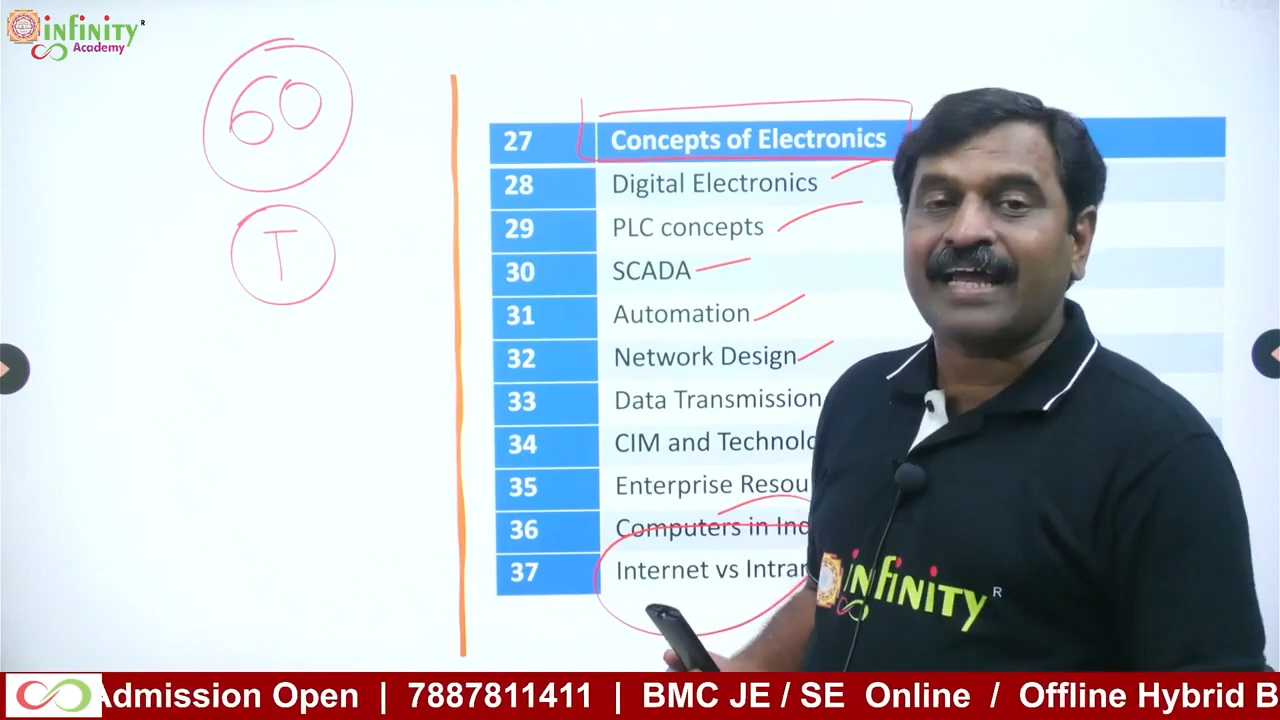 infinity R
Academy
60
T
27 Concepts of Electronics
28 Digital Electronics
29 PLC concepts
30 SCADA
31 Automation
32 Network Design
33 Data Transmission
34 CIM and Technolo
35 Enterprise Resou
36 Computers in Ind
37 Internet vs Intran
infinity R
Admission Open | 7887811411 | BMC JE / SE Online / Offline Hybrid B